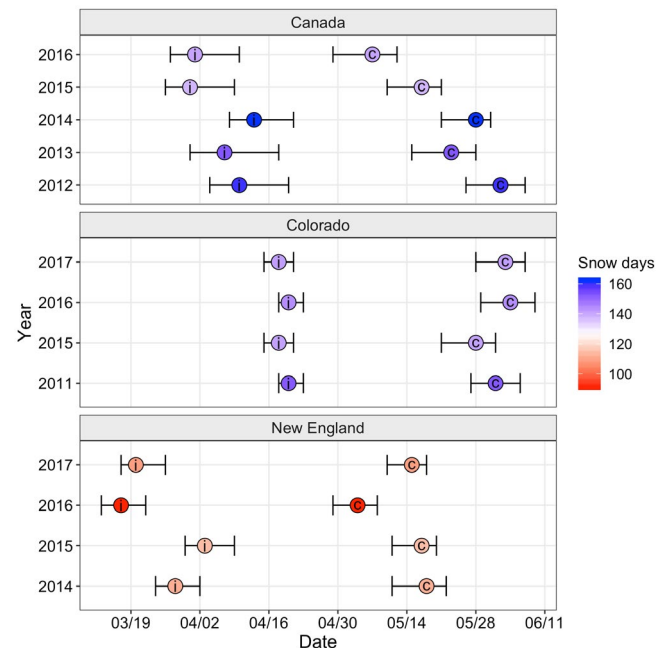 Canada
2016 i C
2015 i C
2014 i C
2013 i C
2012 i C
Colorado
2017 i C
2016 i C
2015 i C
2011 i C
New England
2017 i C
2016 i C
2015 i C
2014 i C
03/19 04/02 04/16 04/30 05/14 05/28 06/11
Date
Year
Snow days
160
140
120
100